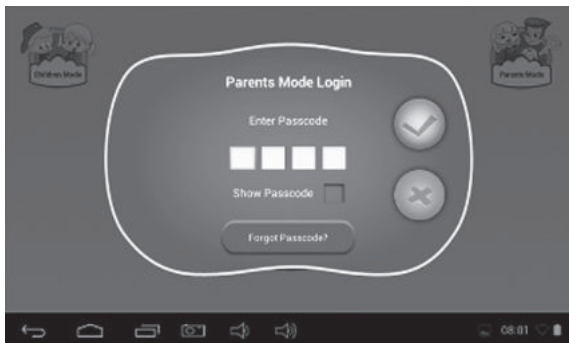 Children Mode
Parents Mode
Parents Mode Login
Enter Passcode
Show Passcode
Forgot Passcode?
08:01